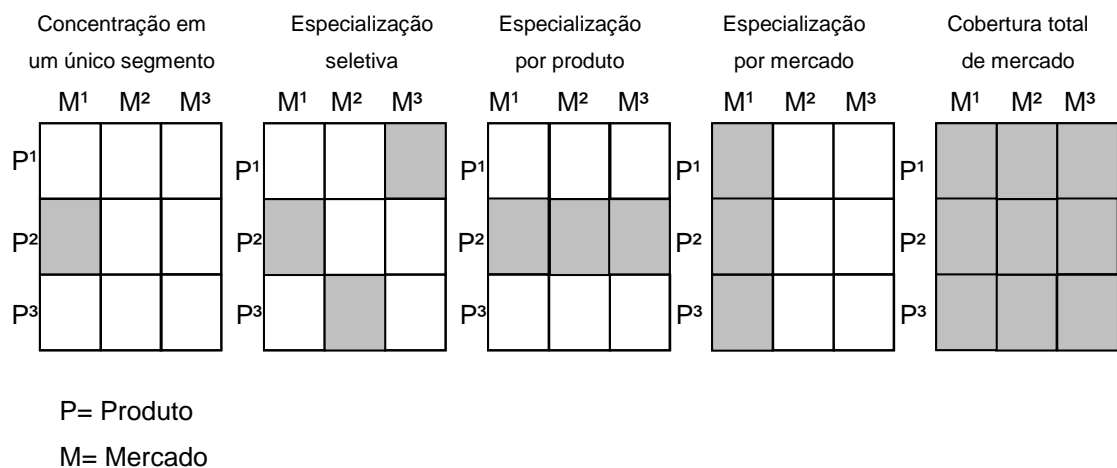 Concentração em
um único segmento
Especialização
seletiva
Especialização
por produto
Especialização
por mercado
Cobertura total
de mercado
M¹ M² M³
M¹ M² M³
M¹ M² M³
M¹ M² M³
M¹ M² M³
P¹ P¹ P¹ P¹ P¹
P² P² P² P² P²
P³ P³ P³ P³ P³
P= Produto
M= Mercado